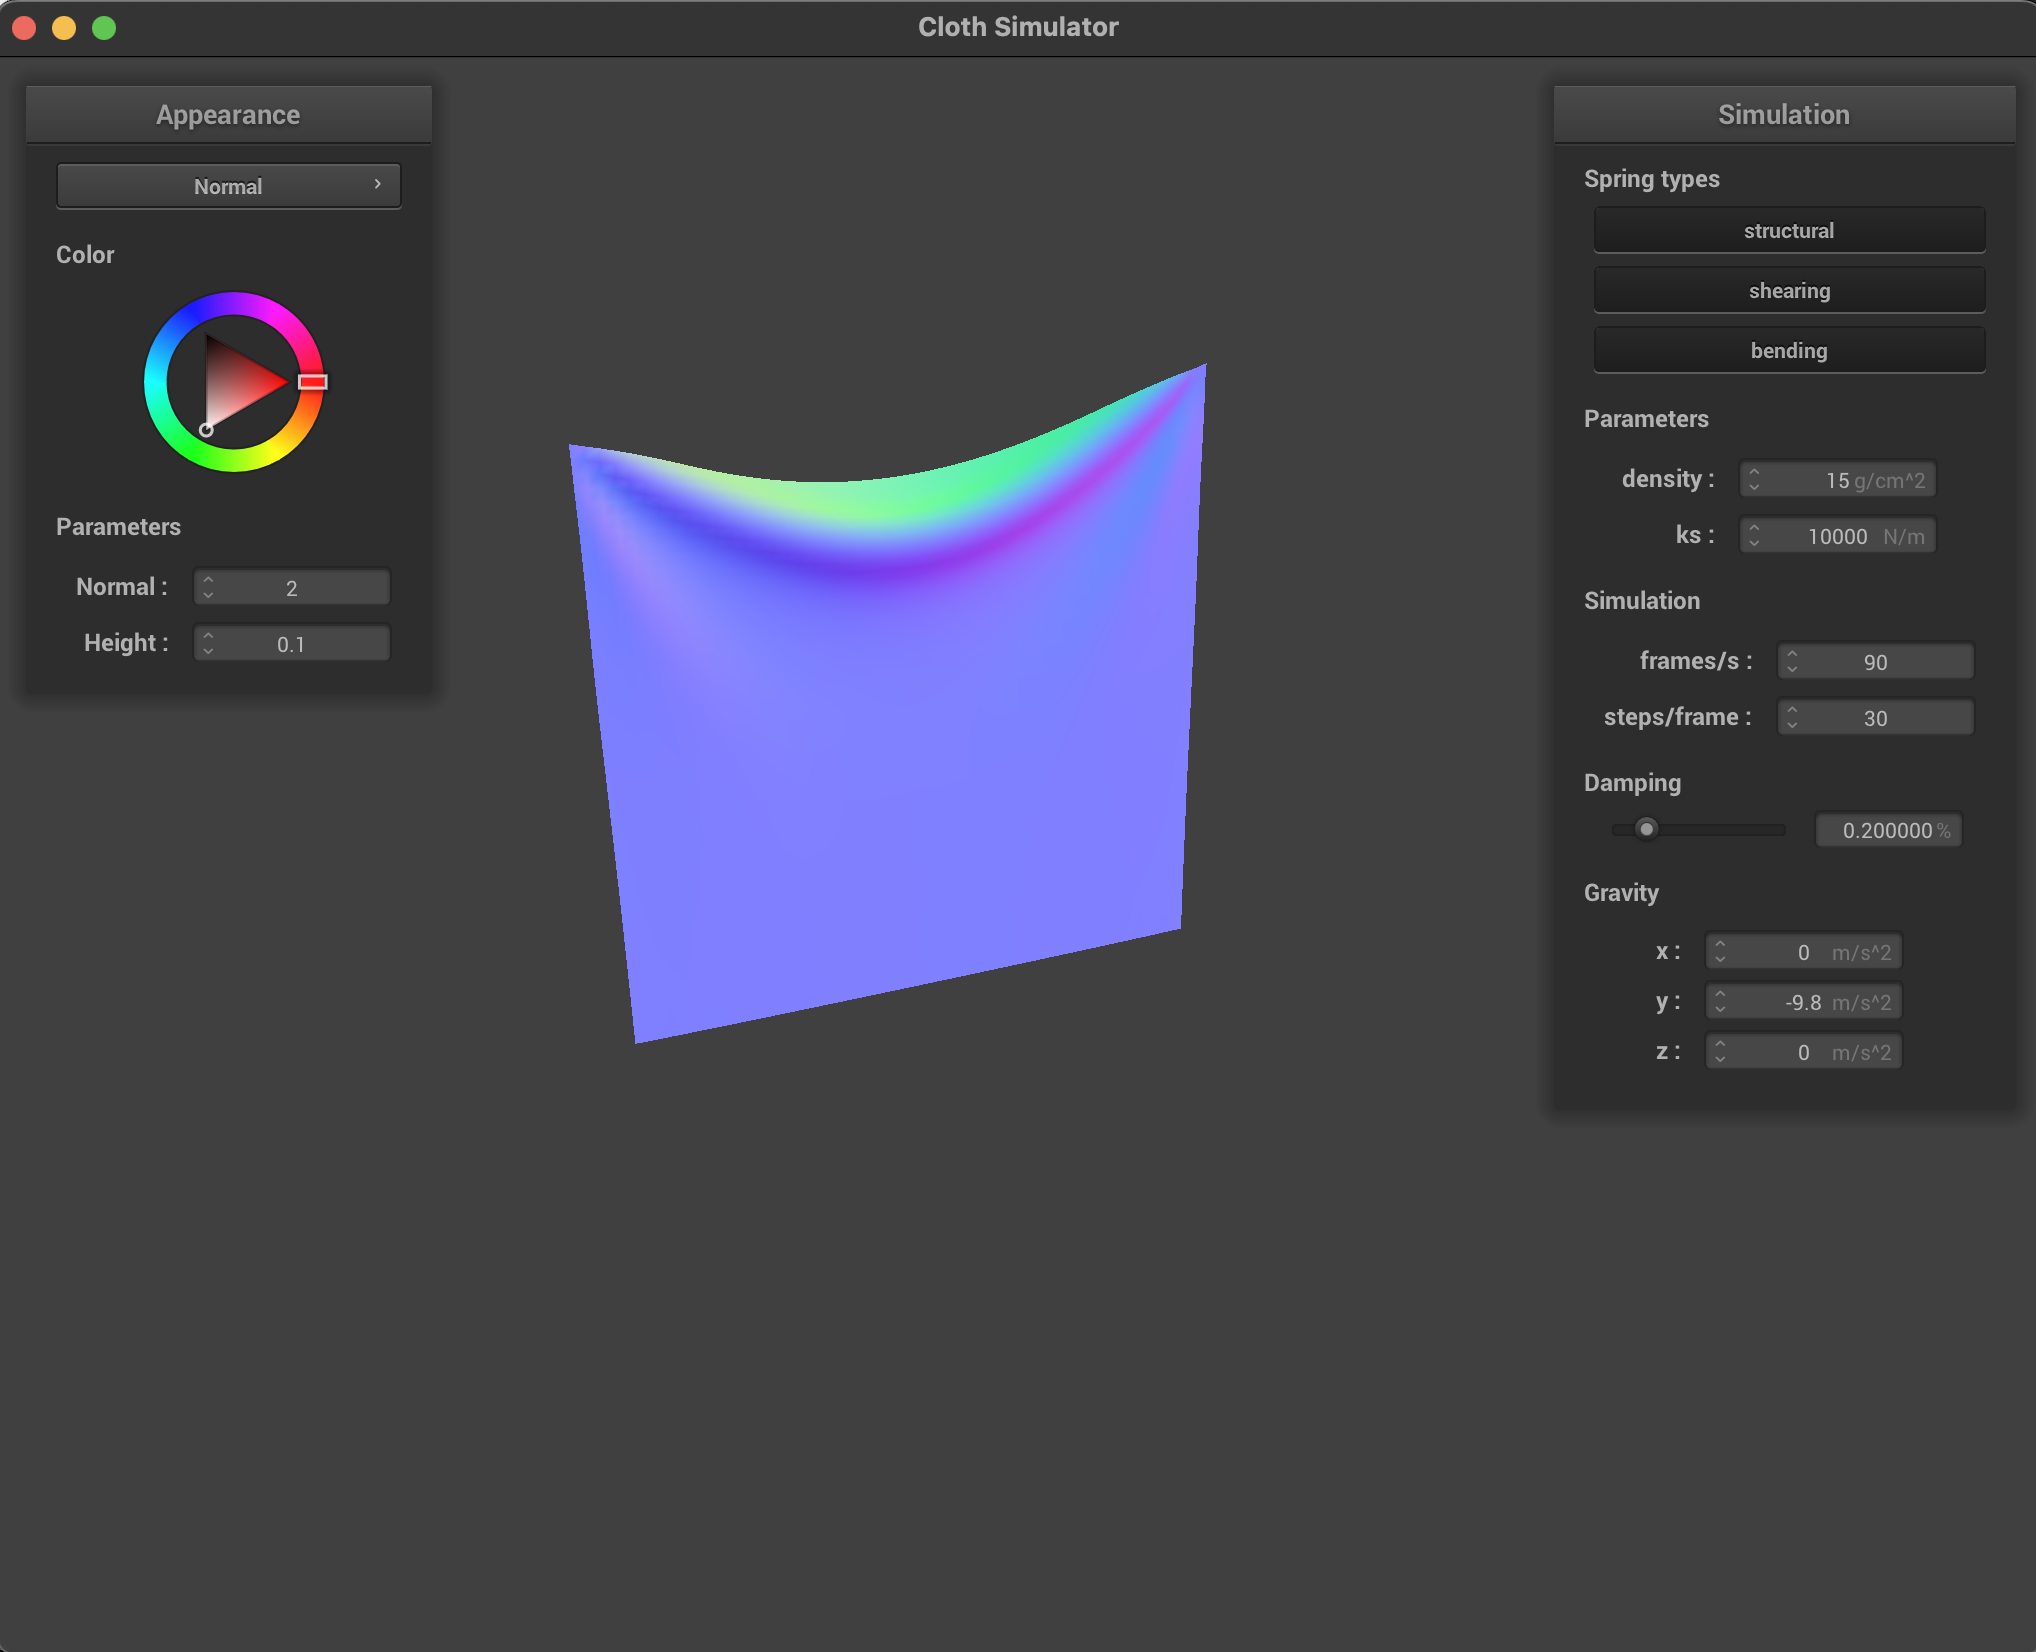 Cloth Simulator
Appearance
Normal
Color
Parameters
Normal : 2
Height : 0.1
Simulation
Spring types
structural
shearing
bending
Parameters
density : 15 g/cm^2
ks : 10000 N/m
Simulation
frames/s : 90
steps/frame : 30
Damping
0.200000 %
Gravity
x : 0 m/s^2
y : -9.8 m/s^2
z : 0 m/s^2